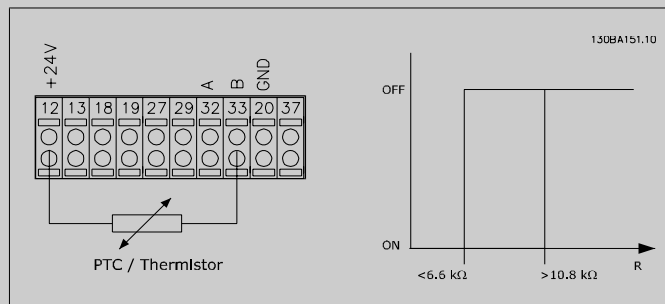 130BA151.10
+24V
A
B
GND
12 13 18 19 27 29 32 33 20 37
PTC / Thermistor
OFF
ON
R
<6.6 kΩ
>10.8 kΩ